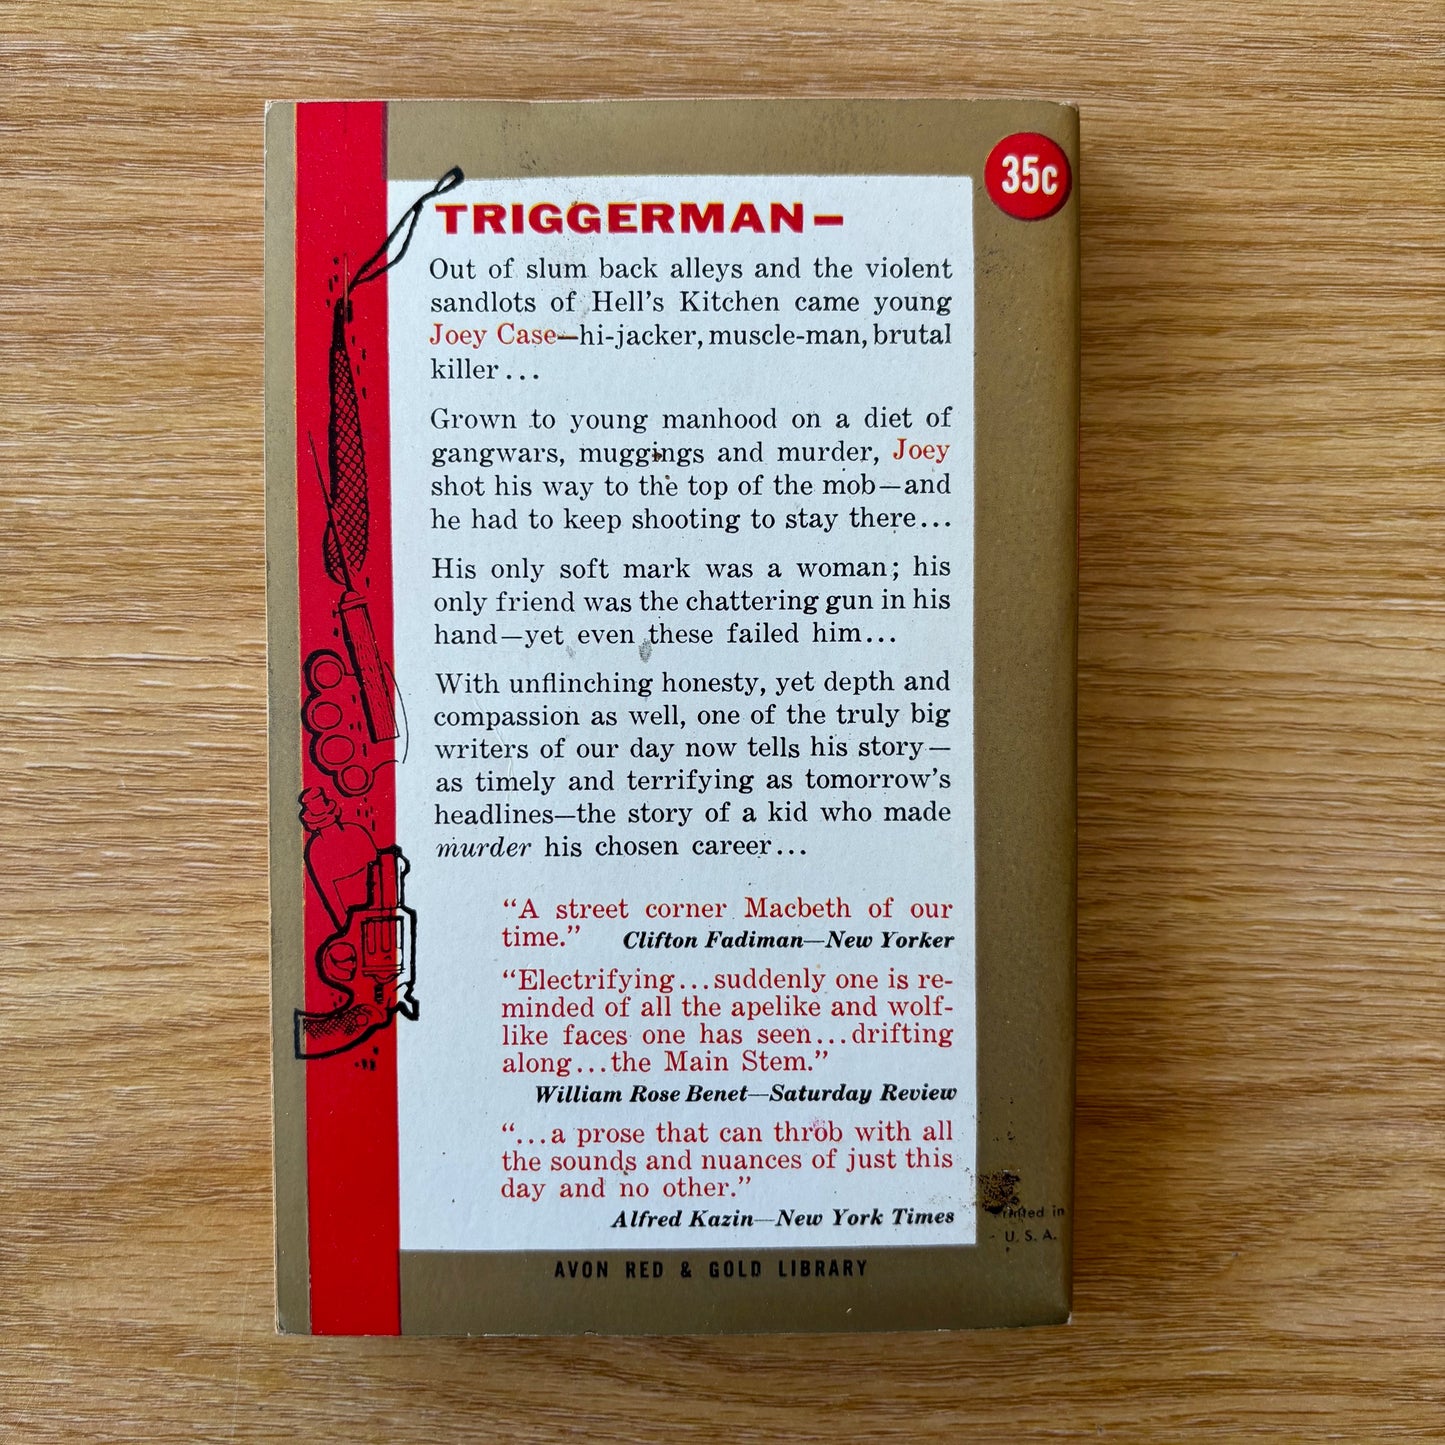 35c
TRIGGERMAN—
Out of slum back alleys and the violent
sandlots of Hell's Kitchen came young
Joey Case—hi-jacker, muscle-man, brutal
killer...
Grown to young manhood on a diet of
gangwars, muggings and murder, Joey
shot his way to the top of the mob—and
he had to keep shooting to stay there...
His only soft mark was a woman; his
only friend was the chattering gun in his
hand—yet even these failed him...
With unflinching honesty, yet depth and
compassion as well, one of the truly big
writers of our day now tells his story—
as timely and terrifying as tomorrow's
headlines—the story of a kid who made
murder his chosen career...
"A street corner Macbeth of our
time." Clifton Fadiman—New Yorker
"Electrifying...suddenly one is re-
minded of all the apelike and wolf-
like faces one has seen...drifting
along...the Main Stem."
William Rose Benet—Saturday Review
"...a prose that can throb with all
the sounds and nuances of just this
day and no other."
Alfred Kazin—New York Times
Printed in
U. S. A.
AVON RED & GOLD LIBRARY